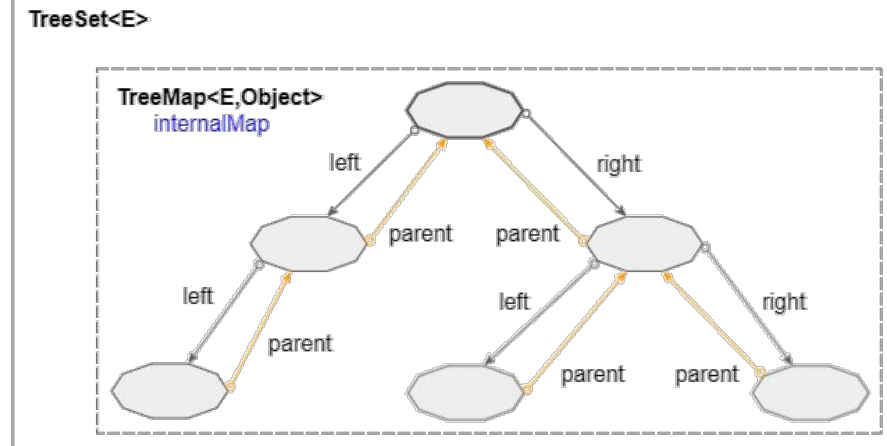 TreeSet<E>
TreeMap<E,Object>
internalMap
left
right
parent
parent
left
left
right
parent
parent
parent